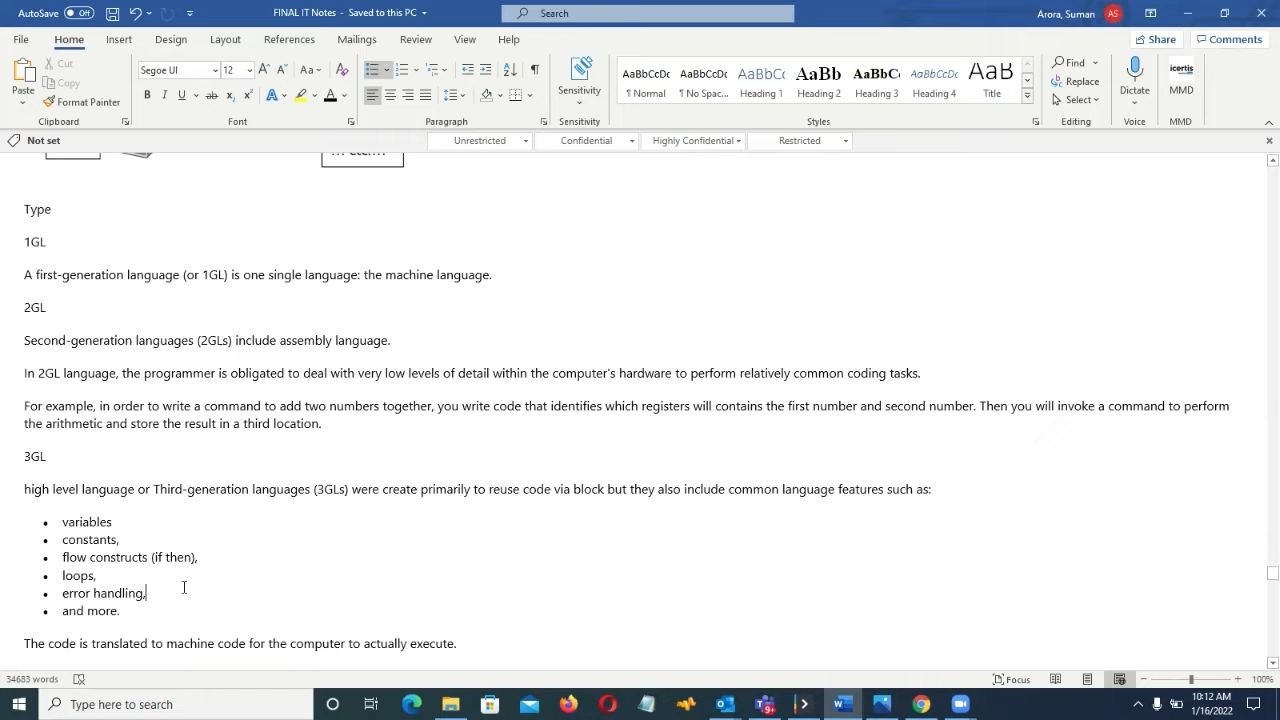 AutoSave Off FINAL IT Notes - Saved to this PC Search Arora, Suman AS
File Home Insert Design Layout References Mailings Review View Help Share Comments
Paste Cut Copy Format Painter
Segoe UI 12 Aa
B I U ab x₂ x² A A
AaBbCcDc AaBbCcDc AaBbC AaBb AaBbC AaBbCcDc AaB
¶ Normal ¶ No Spac... Heading 1 Heading 2 Heading 3 Heading 4 Title
Sensitivity Find Replace Select Dictate icertis MMD
Clipboard Font Paragraph Sensitivity Styles Editing Voice MMD
Not set Unrestricted Confidential Highly Confidential Restricted
Type
1GL
A first-generation language (or 1GL) is one single language: the machine language.
2GL
Second-generation languages (2GLs) include assembly language.
In 2GL language, the programmer is obligated to deal with very low levels of detail within the computer's hardware to perform relatively common coding tasks.
For example, in order to write a command to add two numbers together, you write code that identifies which registers will contains the first number and second number. Then you will invoke a command to perform
the arithmetic and store the result in a third location.
3GL
high level language or Third-generation languages (3GLs) were create primarily to reuse code via block but they also include common language features such as:
• variables
• constants,
• flow constructs (if then),
• loops,
• error handling,
• and more.
The code is translated to machine code for the computer to actually execute.
34683 words Focus 100%
Type here to search 9+ 10:12 AM
1/16/2022